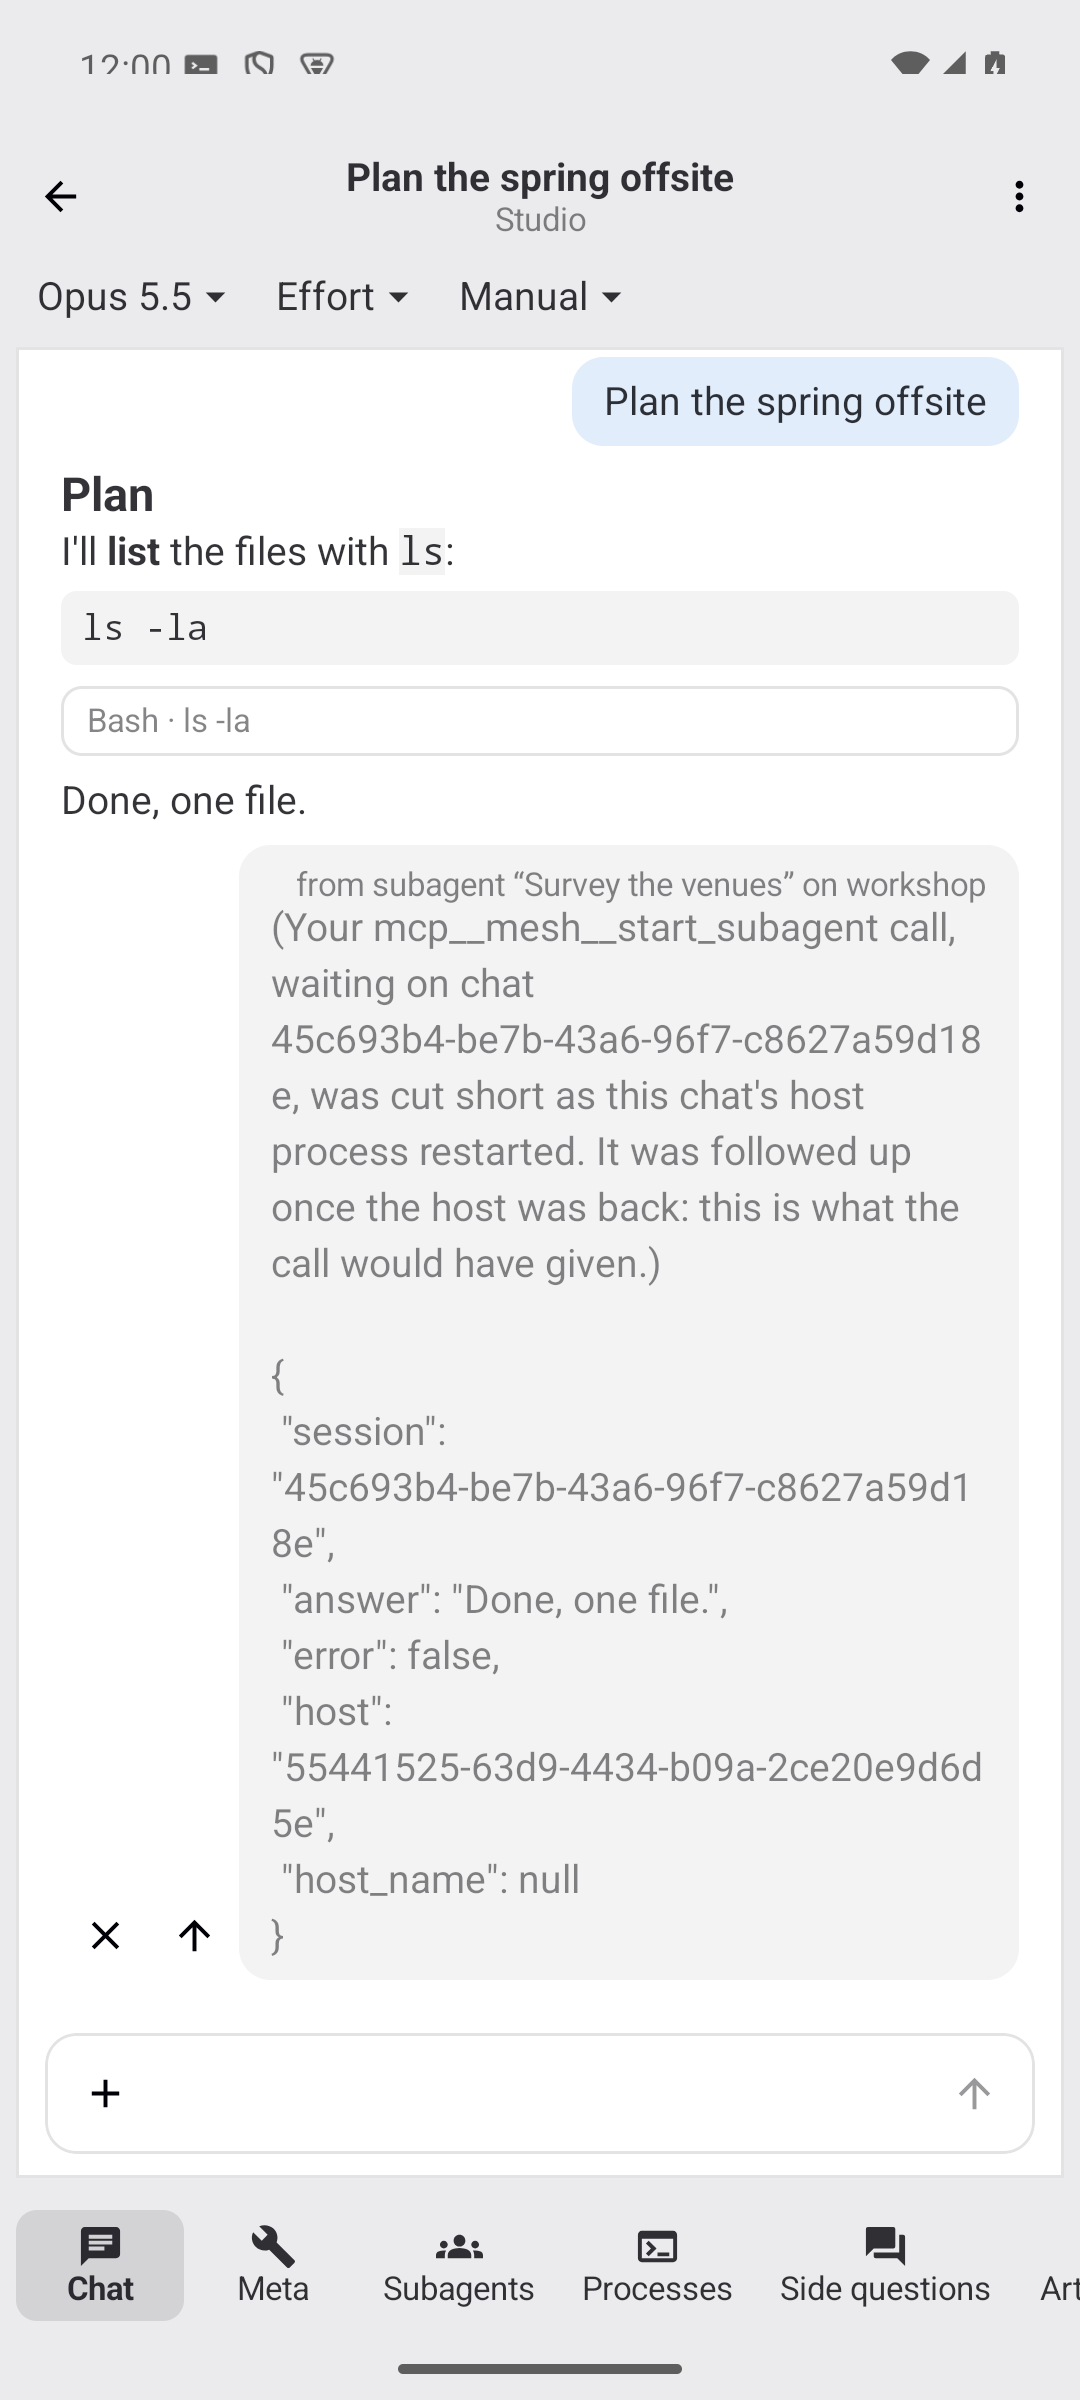 12:00
Plan the spring offsite
Studio
Opus 5.5
Effort
Manual
Plan the spring offsite
Plan
I'll list the files with ls:
ls -la
Bash · ls -la
Done, one file.
from subagent “Survey the venues” on workshop
(Your mcp__mesh__start_subagent call,
waiting on chat
45c693b4-be7b-43a6-96f7-c8627a59d18
e, was cut short as this chat's host
process restarted. It was followed up
once the host was back: this is what the
call would have given.)
{
"session":
"45c693b4-be7b-43a6-96f7-c8627a59d1
8e",
"answer": "Done, one file.",
"error": false,
"host":
"55441525-63d9-4434-b09a-2ce20e9d6d
5e",
"host_name": null
}
Chat
Meta
Subagents
Processes
Side questions
Art